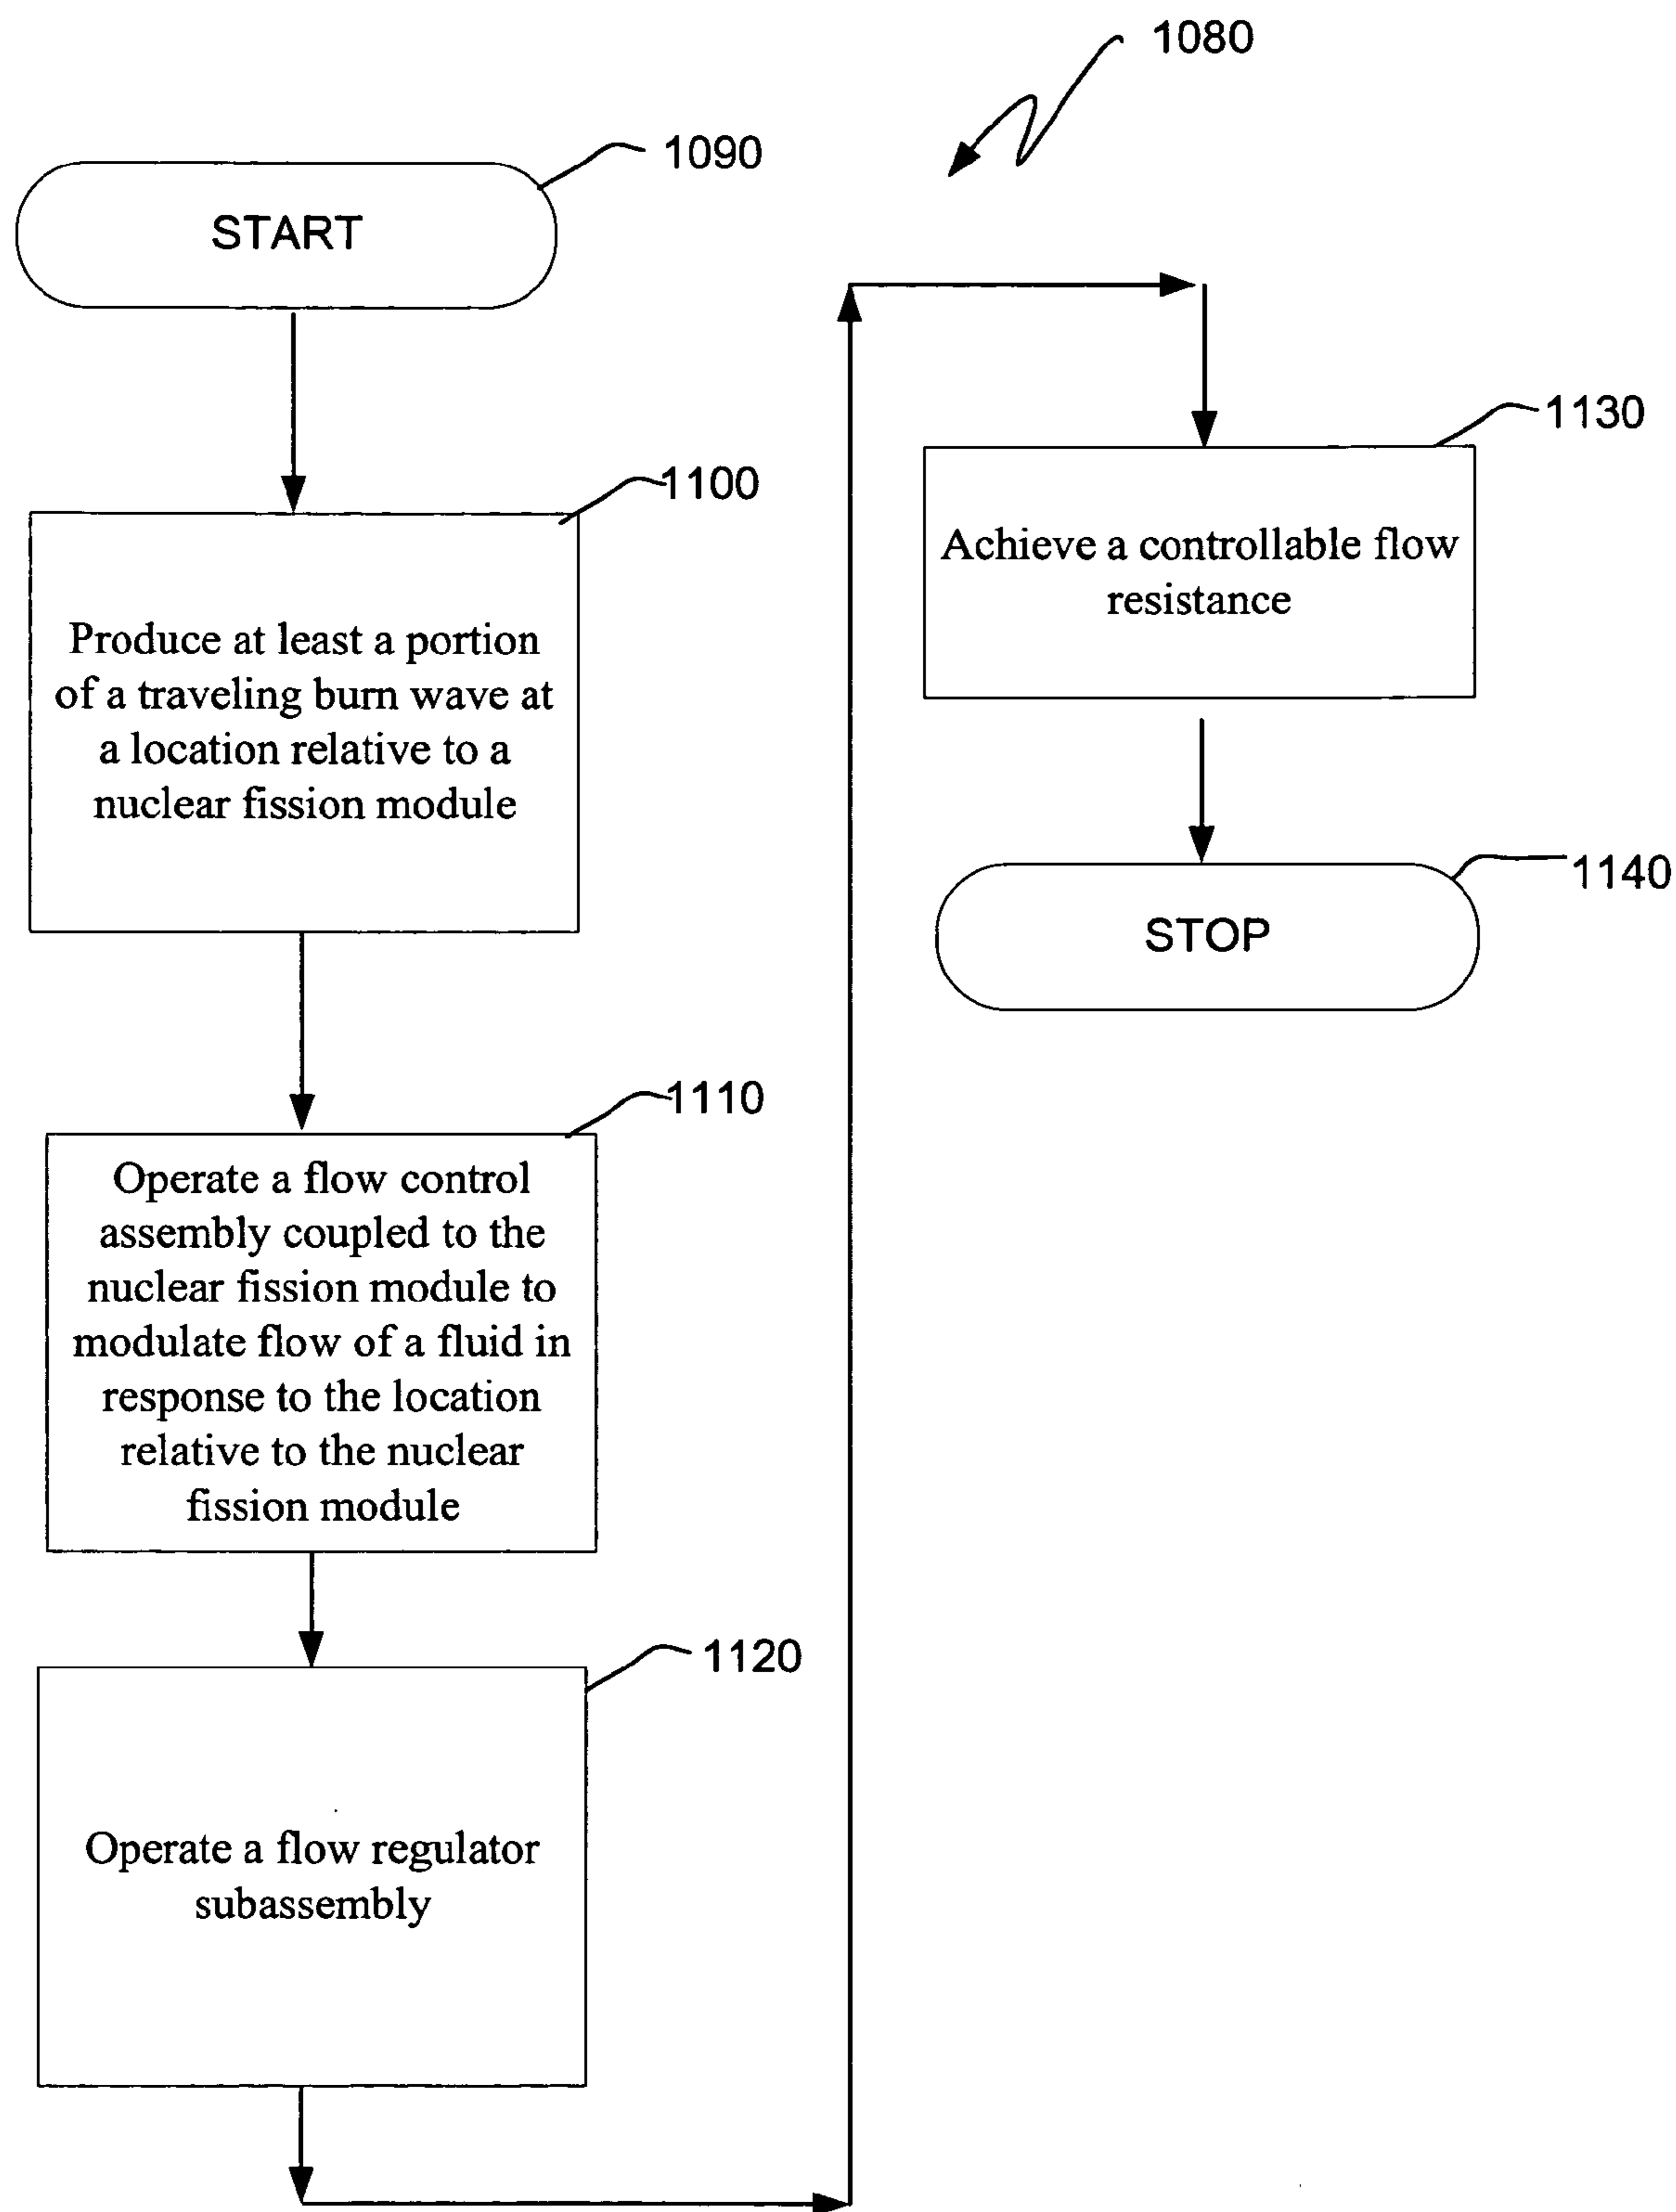 1080
1090
START
1100
Produce at least a portion
of a traveling burn wave at
a location relative to a
nuclear fission module
1110
Operate a flow control
assembly coupled to the
nuclear fission module to
modulate flow of a fluid in
response to the location
relative to the nuclear
fission module
1120
Operate a flow regulator
subassembly
1130
Achieve a controllable flow
resistance
1140
STOP